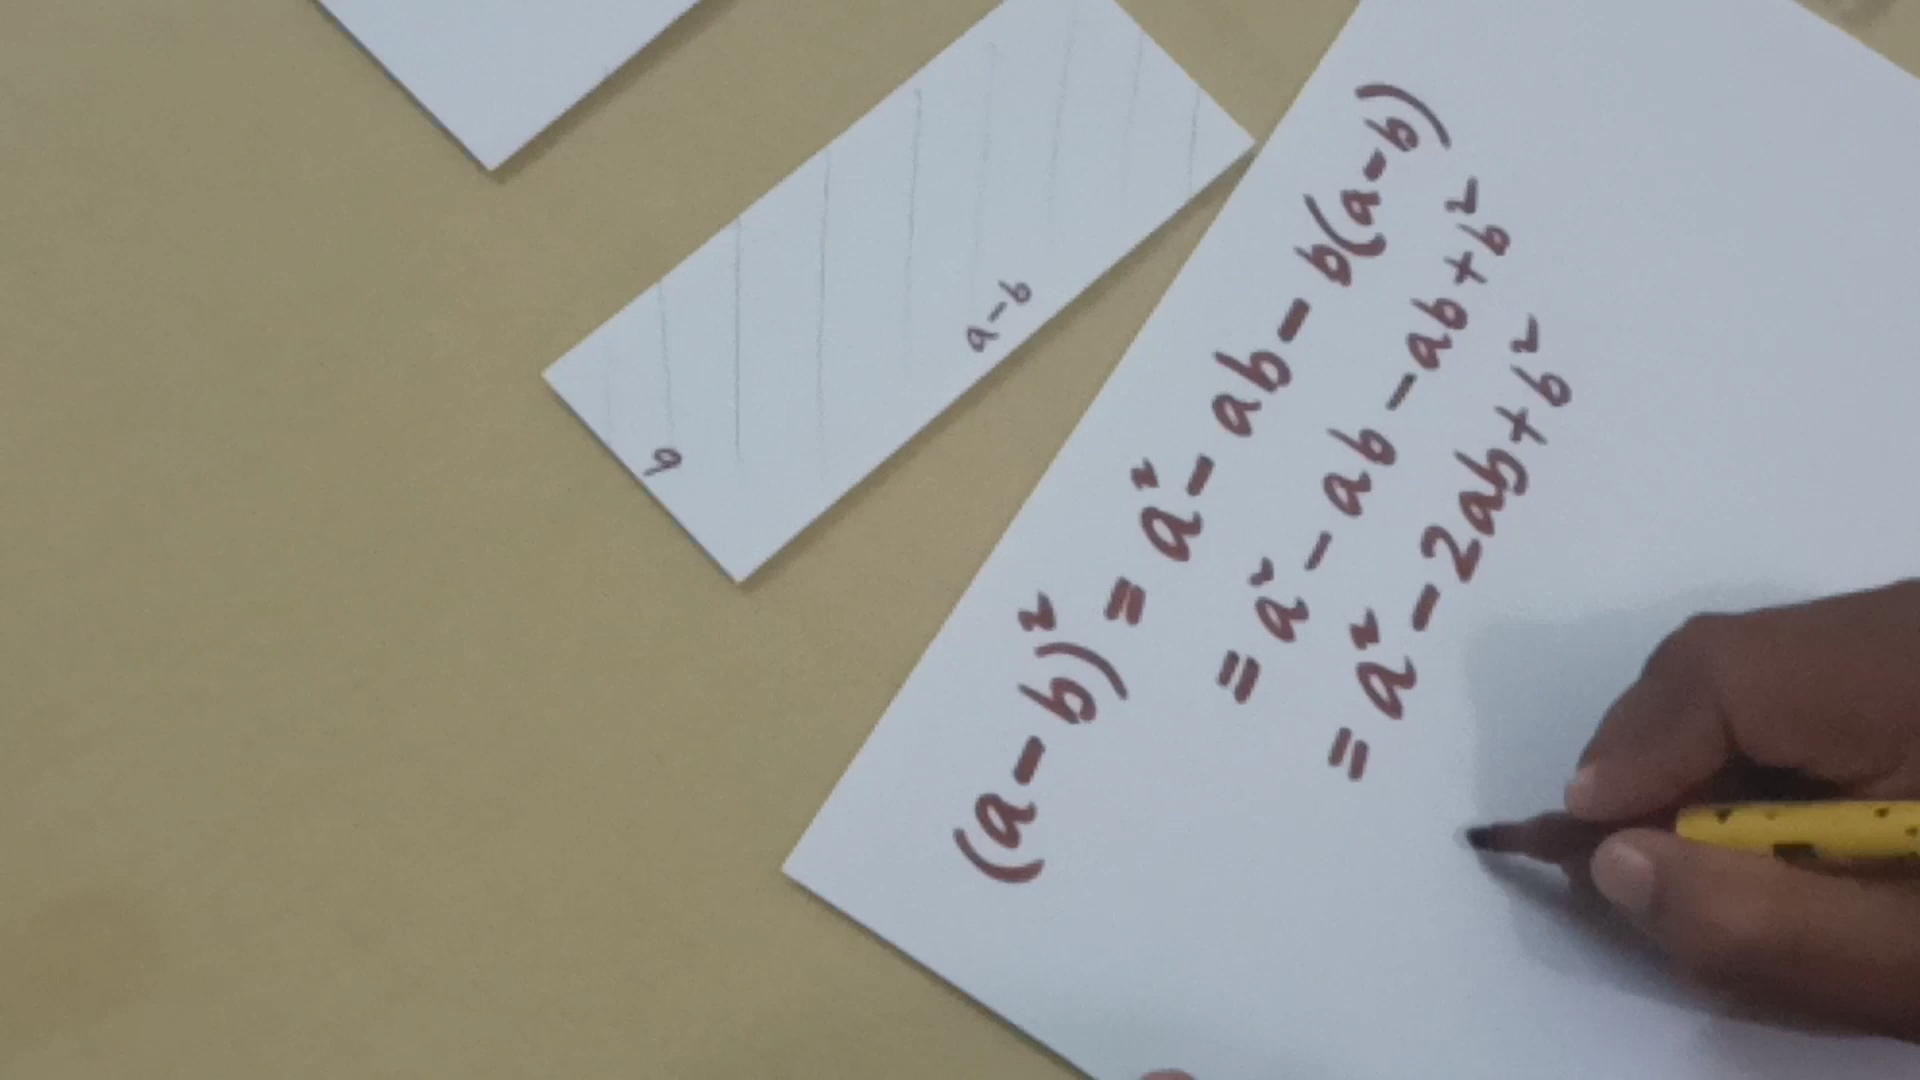 a-b
b
(a-b)² = a² - ab - b(a-b)
= a² - ab - ab + b²
= a² - 2ab + b²